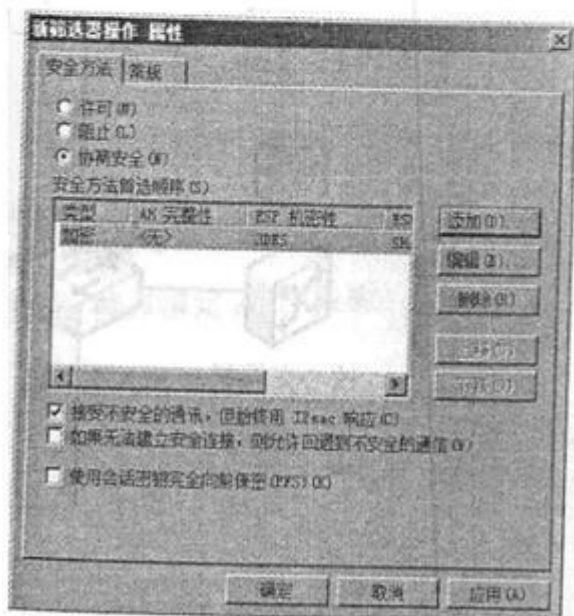 新筛选器操作 属性
安全方法 常规
许可(M)
阻止(L)
协商安全(N)
安全方法首选顺序(S)
类型 AH 完整性 ESP 机密性 ESP
加密 <无> 3DES SH
添加(D)...
编辑(E)...
删除(R)
接受不安全的通讯，但始终用 IPsec 响应(C)
如果无法建立安全连接，则允许回退到不安全的通信(W)
使用会话密钥完全向前保密(PFS)(K)
确定 取消 应用(A)